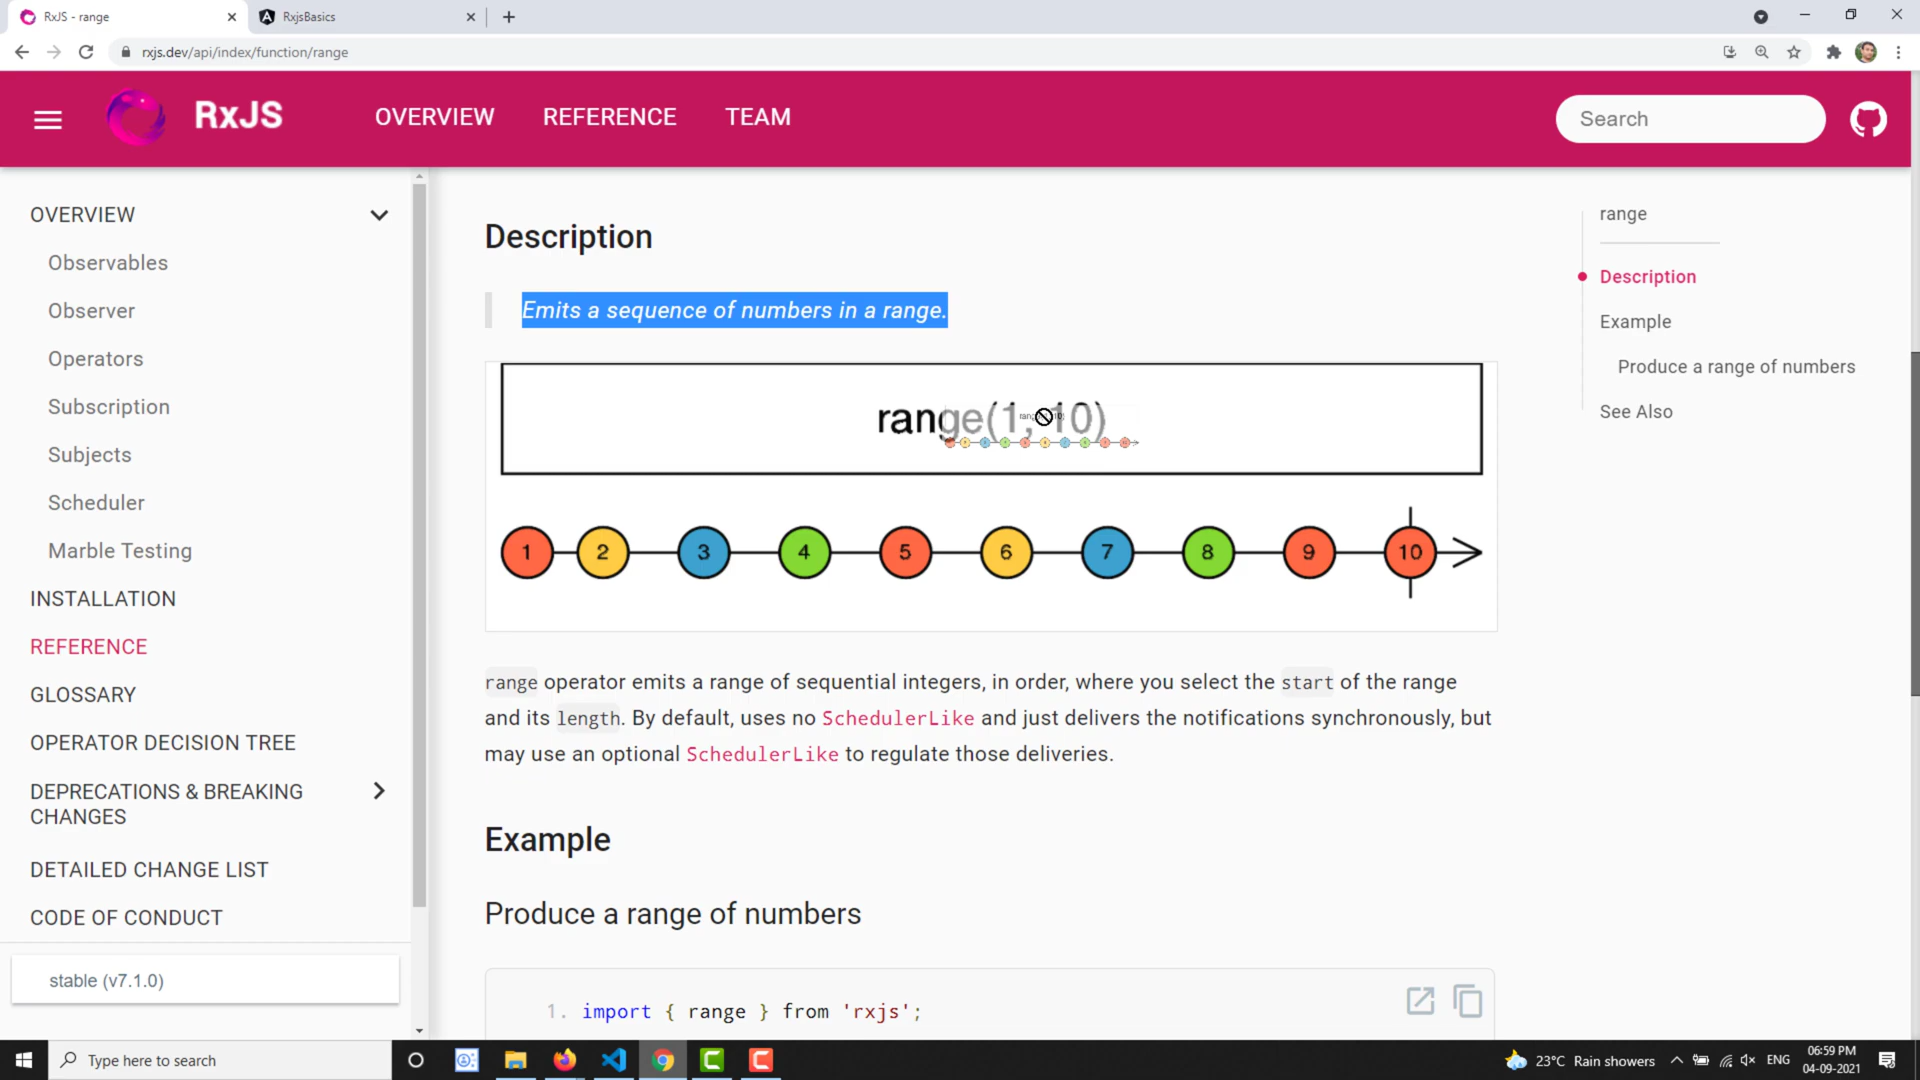 RxJS - range
RxjsBasics
rxjs.dev/api/index/function/range
RxJS
OVERVIEW
REFERENCE
TEAM
Search
OVERVIEW
Observables
Observer
Operators
Subscription
Subjects
Scheduler
Marble Testing
INSTALLATION
REFERENCE
GLOSSARY
OPERATOR DECISION TREE
DEPRECATIONS & BREAKING
CHANGES
DETAILED CHANGE LIST
CODE OF CONDUCT
stable (v7.1.0)
Description
Emits a sequence of numbers in a range.
range(1, 10)
1 2 3 4 5 6 7 8 9 10
range operator emits a range of sequential integers, in order, where you select the start of the range
and its length. By default, uses no SchedulerLike and just delivers the notifications synchronously, but
may use an optional SchedulerLike to regulate those deliveries.
Example
Produce a range of numbers
1. import { range } from 'rxjs';
range
Description
Example
Produce a range of numbers
See Also
Type here to search
23°C Rain showers
ENG
06:59 PM
04-09-2021